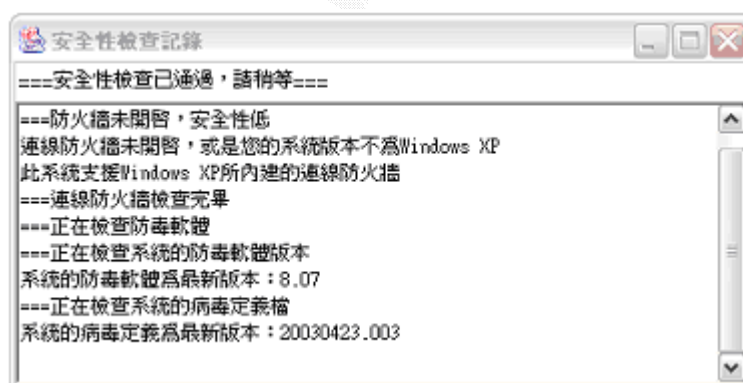 安全性檢查記錄
===安全性檢查已通過，請稍等===
===防火牆未開啓，安全性低
連線防火牆未開啓，或是您的系統版本不爲Windows XP
此系統支援Windows XP所內建的連線防火牆
===連線防火牆檢查完畢
===正在檢查防毒軟體
===正在檢查系統的防毒軟體版本
系統的防毒軟體爲最新版本：8.07
===正在檢查系統的病毒定義檔
系統的病毒定義爲最新版本：20030423.003